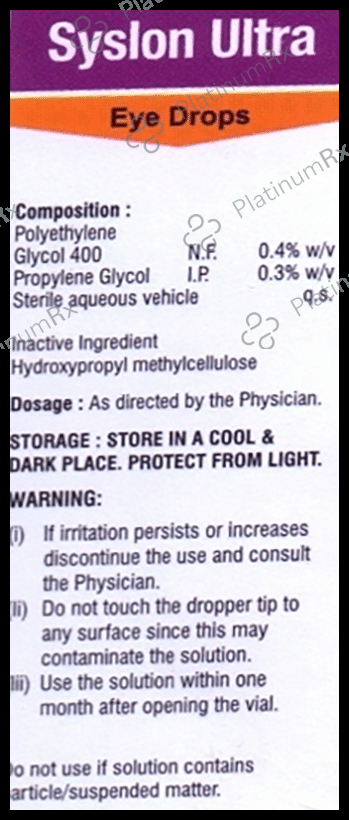 Syslon Ultra
Eye Drops
Composition :
Polyethylene
Glycol 400 N.F. 0.4% w/v
Propylene Glycol I.P. 0.3% w/v
Sterile aqueous vehicle q.s.
Inactive Ingredient
Hydroxypropyl methylcellulose
Dosage : As directed by the Physician.
STORAGE : STORE IN A COOL &
DARK PLACE. PROTECT FROM LIGHT.
WARNING:
(i) If irritation persists or increases
discontinue the use and consult
the Physician.
(ii) Do not touch the dropper tip to
any surface since this may
contaminate the solution.
(iii) Use the solution within one
month after opening the vial.
o not use if solution contains
article/suspended matter.
PlatinumRx
PlatinumRx
PlatinumRx